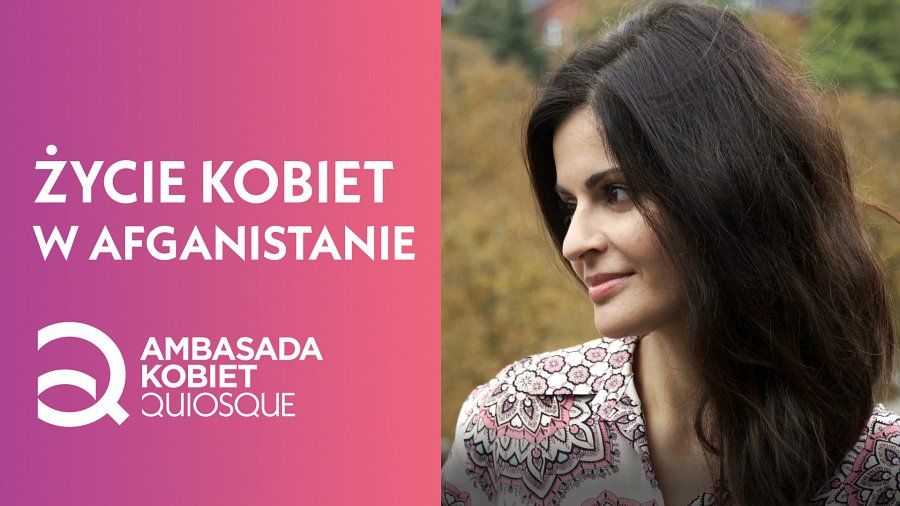 ŻYCIE KOBIET
W AFGANISTANIE
AMBASADA
KOBIET
QUIOSQUE